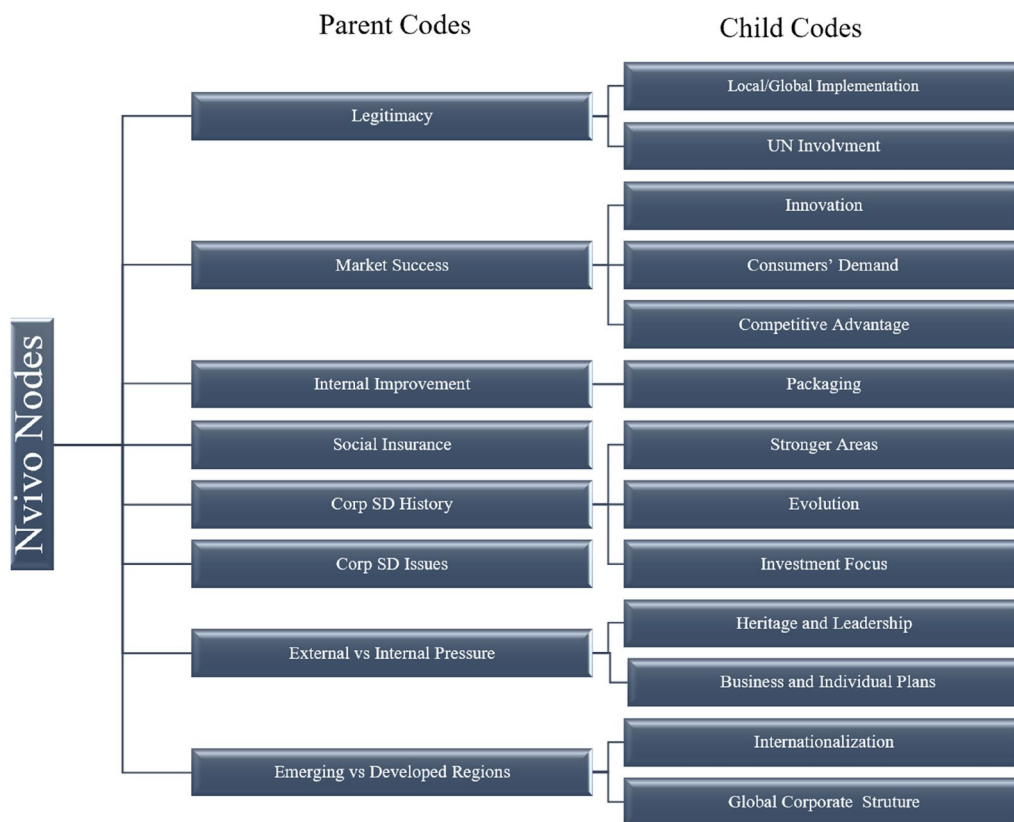 Parent Codes
Child Codes
Nvivo Nodes
Legitimacy
Local/Global Implementation
UN Involvment
Market Success
Innovation
Consumers’ Demand
Competitive Advantage
Internal Improvement
Packaging
Social Insurance
Corp SD History
Stronger Areas
Evolution
Investment Focus
Corp SD Issues
External vs Internal Pressure
Heritage and Leadership
Business and Individual Plans
Emerging vs Developed Regions
Internationalization
Global Corporate Struture